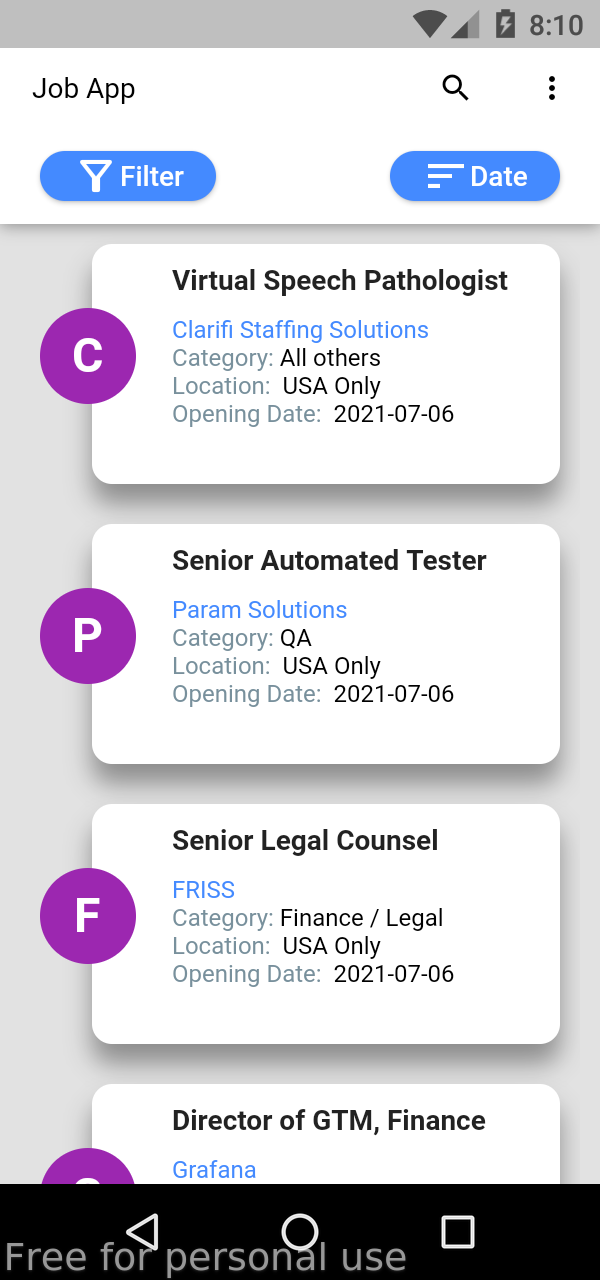 8:10
Job App
Filter
Date
Virtual Speech Pathologist
C
Clarifi Staffing Solutions
Category: All others
Location: USA Only
Opening Date: 2021-07-06
Senior Automated Tester
P
Param Solutions
Category: QA
Location: USA Only
Opening Date: 2021-07-06
Senior Legal Counsel
F
FRISS
Category: Finance / Legal
Location: USA Only
Opening Date: 2021-07-06
Director of GTM, Finance
Grafana
Free for personal use